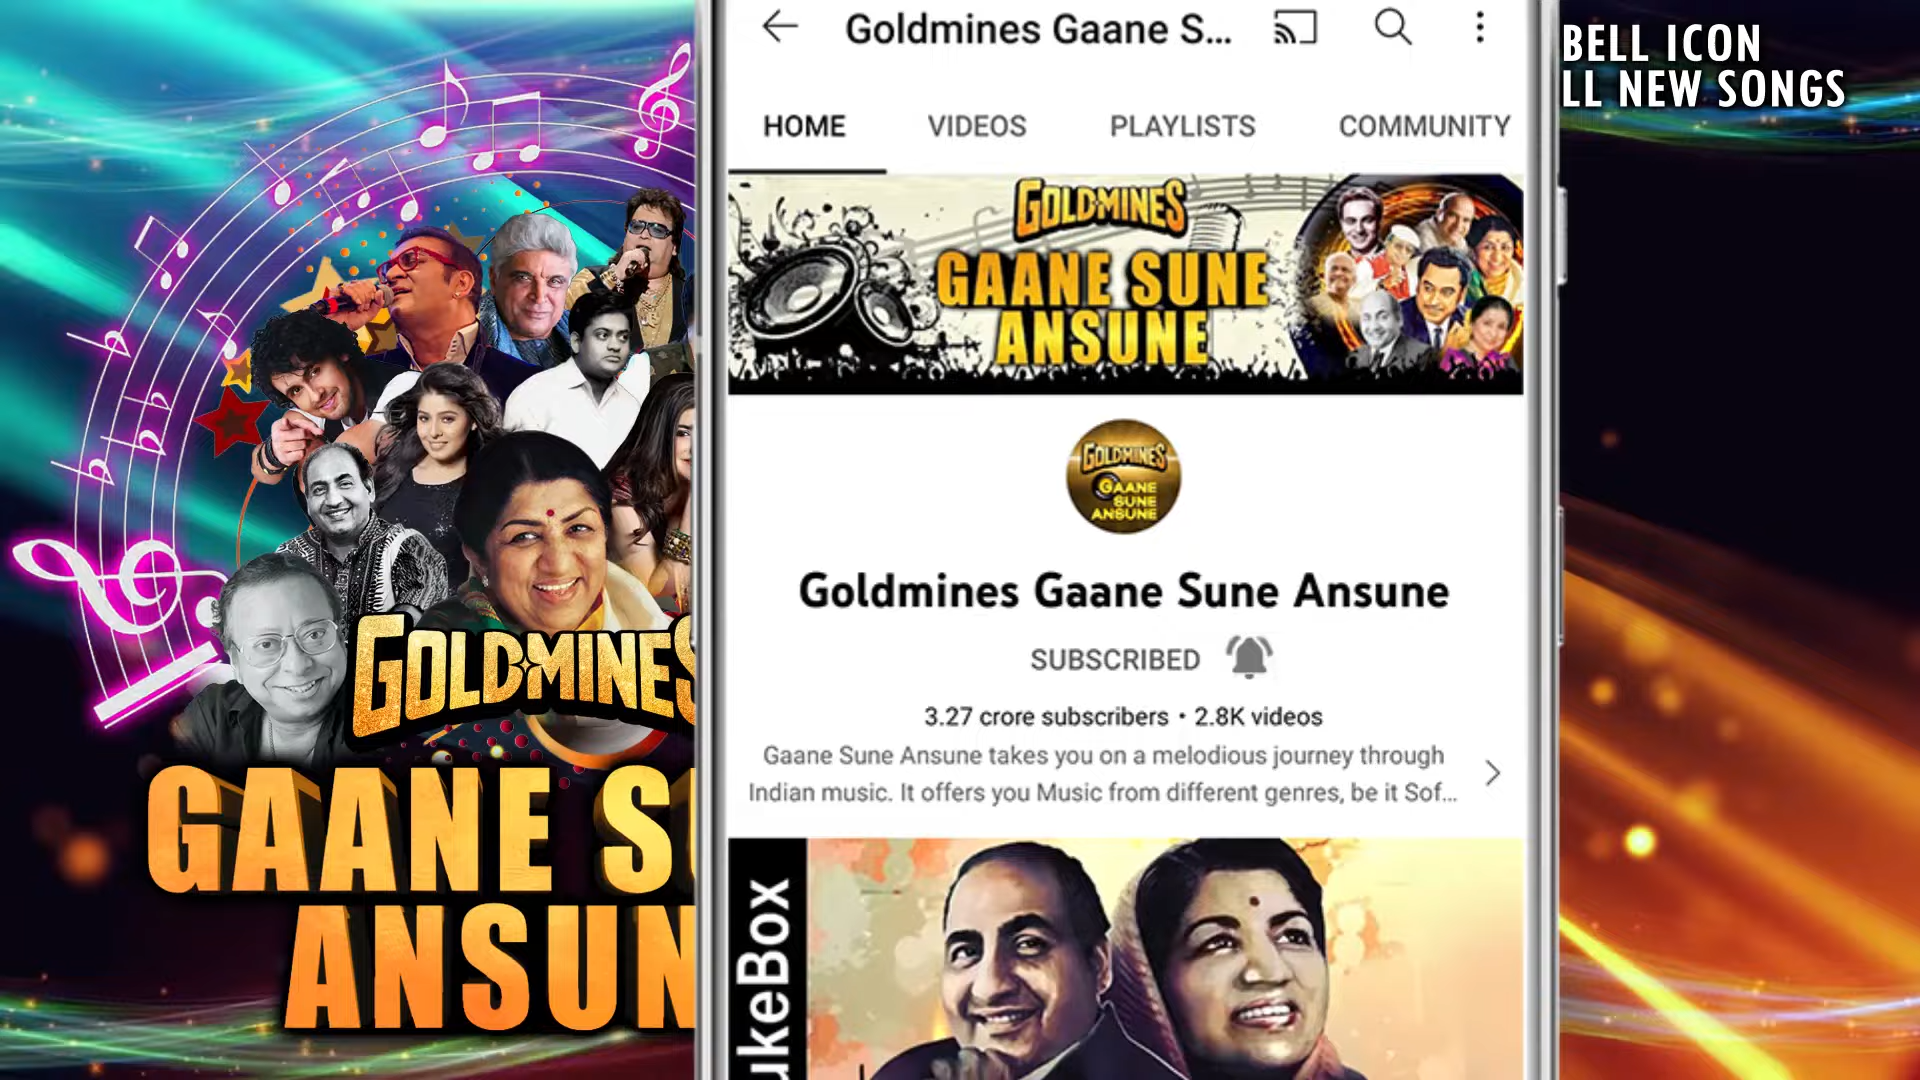 Goldmines Gaane S...
BELL ICON
LL NEW SONGS
HOME VIDEOS PLAYLISTS COMMUNITY
GOLDMINES
GAANE SUNE
ANSUNE
GOLDMINES
GAANE
SUNE
ANSUNE
Goldmines Gaane Sune Ansune
SUBSCRIBED
3.27 crore subscribers • 2.8K videos
Gaane Sune Ansune takes you on a melodious journey through
Indian music. It offers you Music from different genres, be it Sof...
ukeBox
GOLDMINES
GAANE SU
ANSUN